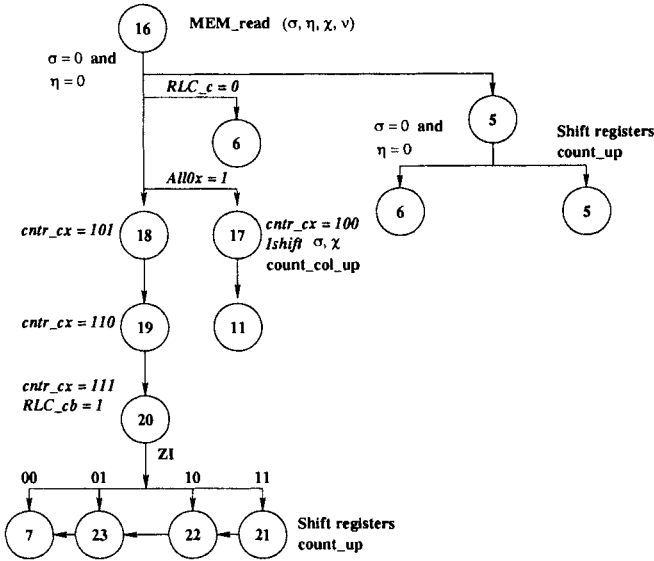 16 MEM_read (σ, η, χ, ν)
σ = 0 and
η = 0
RLC_c = 0
5
σ = 0 and
η = 0
Shift registers
count_up
6
6
5
All0x = 1
cntr_cx = 101
18
17
cntr_cx = 100
1shift σ, χ
count_col_up
cntr_cx = 110
19
11
cntr_cx = 111
RLC_cb = 1
20
ZI
00 01 10 11
7 23 22 21
Shift registers
count_up